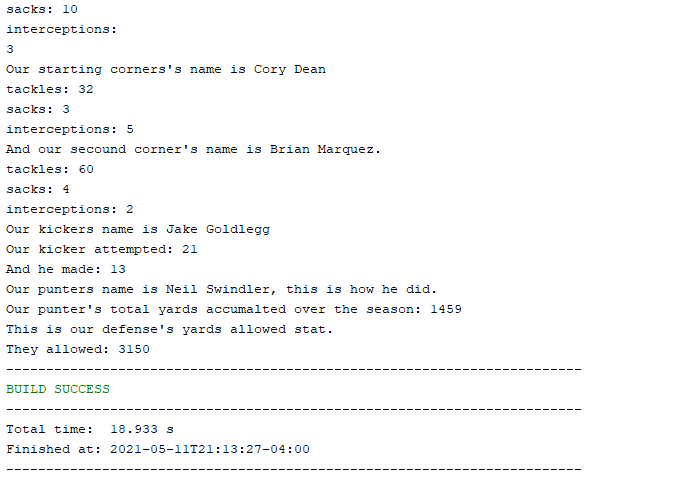 sacks: 10
interceptions:
3
Our starting corners's name is Cory Dean
tackles: 32
sacks: 3
interceptions: 5
And our secound corner's name is Brian Marquez.
tackles: 60
sacks: 4
interceptions: 2
Our kickers name is Jake Goldlegg
Our kicker attempted: 21
And he made: 13
Our punters name is Neil Swindler, this is how he did.
Our punter's total yards accumalted over the season: 1459
This is our defense's yards allowed stat.
They allowed: 3150
------------------------------------------------------------------------
BUILD SUCCESS
------------------------------------------------------------------------
Total time:  18.933 s
Finished at: 2021-05-11T21:13:27-04:00
------------------------------------------------------------------------